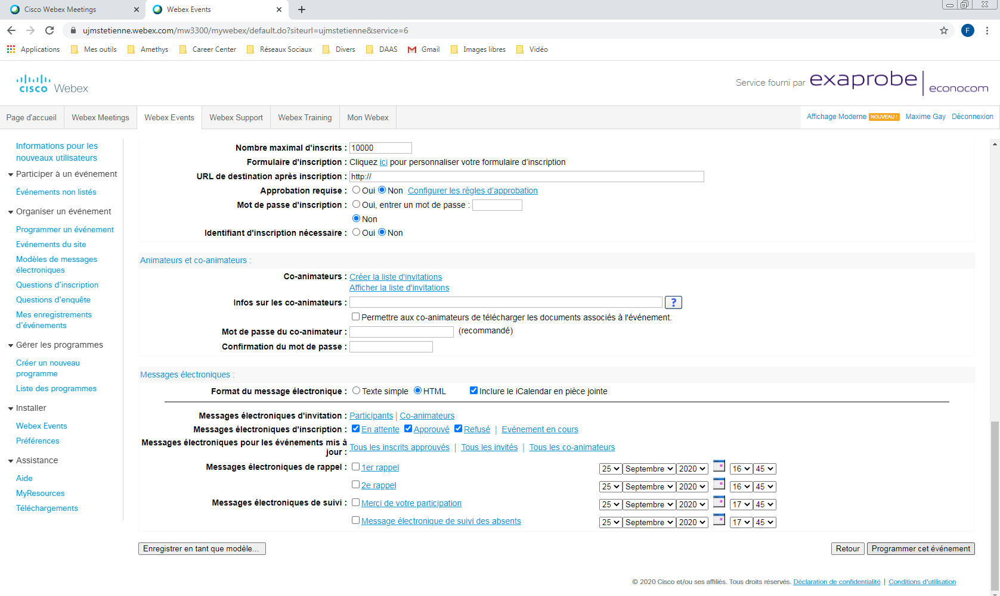 Cisco Webex Meetings
Webex Events
ujmstetienne.webex.com/mw3300/mywebex/default.do?siteurl=ujmstetienne&service=6
F
Applications Mes outils Amethys Career Center Réseaux Sociaux Divers DAAS Gmail Images libres Vidéo
cisco Webex
Service fourni par exaprobe | econocom
Page d'accueil Webex Meetings Webex Events Webex Support Webex Training Mon Webex
Affichage Moderne NOUVEAU ! Maxime Gay Déconnexion
Informations pour les
nouveaux utilisateurs
Participer à un événement
Événements non listés
Organiser un événement
Programmer un événement
Evénements du site
Modèles de messages
électroniques
Questions d'inscription
Questions d'enquête
Mes enregistrements
d'événements
Gérer les programmes
Créer un nouveau
programme
Liste des programmes
Installer
Webex Events
Préférences
Assistance
Aide
MyResources
Téléchargements
Nombre maximal d'inscrits : 10000
Formulaire d'inscription : Cliquez ici pour personnaliser votre formulaire d'inscription
URL de destination après inscription : http://
Approbation requise : Oui Non Configurer les règles d'approbation
Mot de passe d'inscription : Oui, entrer un mot de passe :
Non
Identifiant d'inscription nécessaire : Oui Non
Animateurs et co-animateurs :
Co-animateurs : Créer la liste d'invitations
Afficher la liste d'invitations
Infos sur les co-animateurs : ?
Permettre aux co-animateurs de télécharger les documents associés à l'événement.
Mot de passe du co-animateur : (recommandé)
Confirmation du mot de passe :
Messages électroniques :
Format du message électronique : Texte simple HTML Inclure le iCalendar en pièce jointe
Messages électroniques d'invitation : Participants | Co-animateurs
Messages électroniques d'inscription : En attente Approuvé Refusé | Evénement en cours
Messages électroniques pour les événements mis à
jour : Tous les inscrits approuvés | Tous les invités | Tous les co-animateurs
Messages électroniques de rappel : 1er rappel 25 Septembre 2020 16 45
2e rappel 25 Septembre 2020 16 45
Messages électroniques de suivi : Merci de votre participation 25 Septembre 2020 17 45
Message électronique de suivi des absents 25 Septembre 2020 17 45
Enregistrer en tant que modèle... Retour Programmer cet événement
© 2020 Cisco et/ou ses affiliés. Tous droits réservés. Déclaration de confidentialité | Conditions d'utilisation